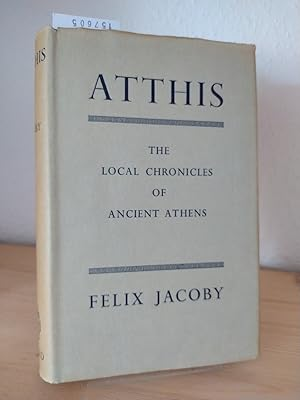 157605
ATTHIS
THE
LOCAL CHRONICLES
OF
ANCIENT ATHENS
FELIX JACOBY